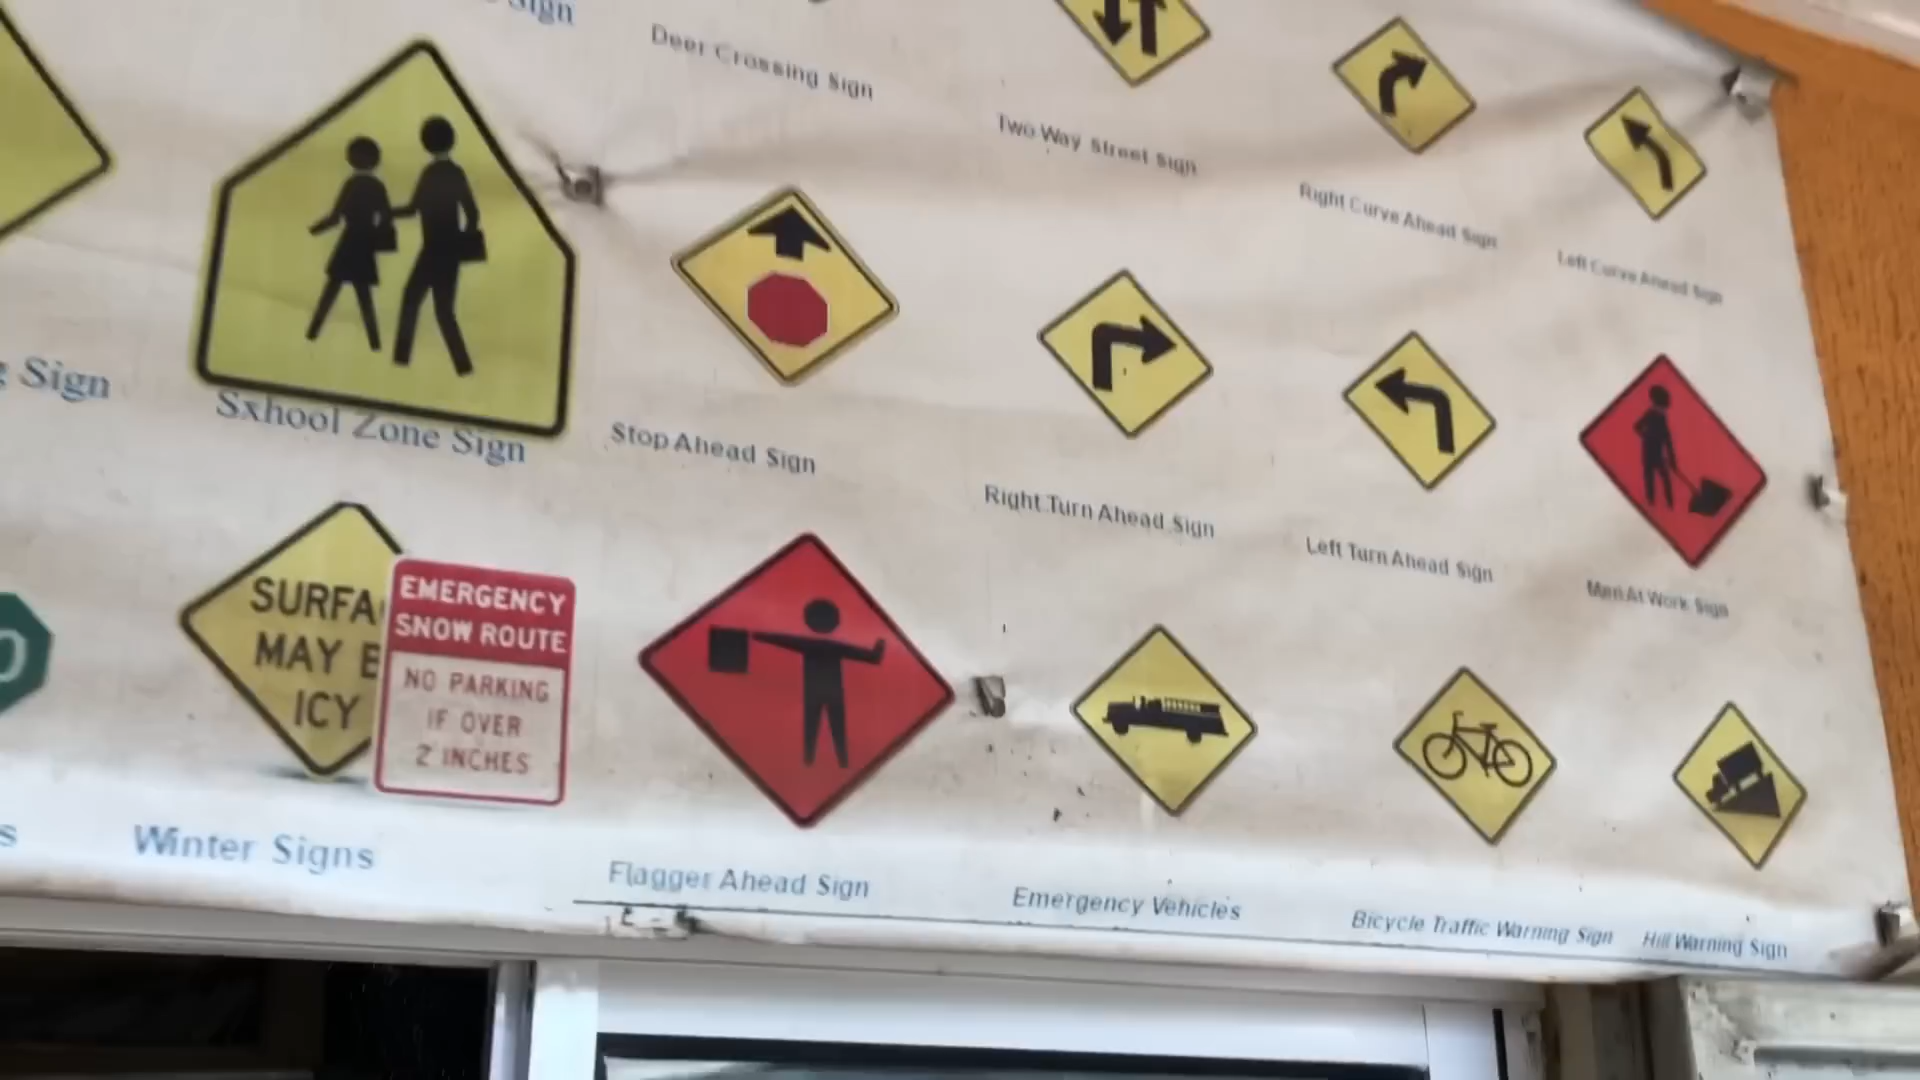 Sign
Deer Crossing Sign
Two Way Street Sign
Right Curve Ahead Sign
Left Curve Ahead Sign
Sign
Sxhool Zone Sign
Stop Ahead Sign
Right Turn Ahead Sign
Left Turn Ahead Sign
Men At Work Sign
SURFA
MAY B
ICY
EMERGENCY
SNOW ROUTE
NO PARKING
IF OVER
2 INCHES
Winter Signs
Flagger Ahead Sign
Emergency Vehicles
Bicycle Traffic Warning Sign
Hill Warning Sign